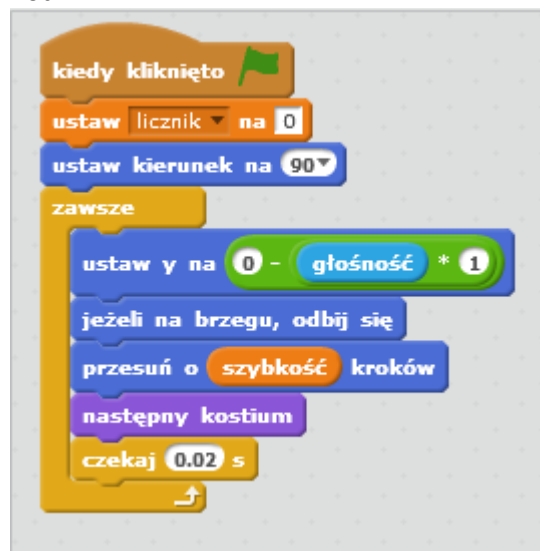 kiedy kliknięto
ustaw licznik na 0
ustaw kierunek na 90
zawsze
ustaw y na 0 - głośność * 1
jeżeli na brzegu, odbij się
przesuń o szybkość kroków
następny kostium
czekaj 0.02 s